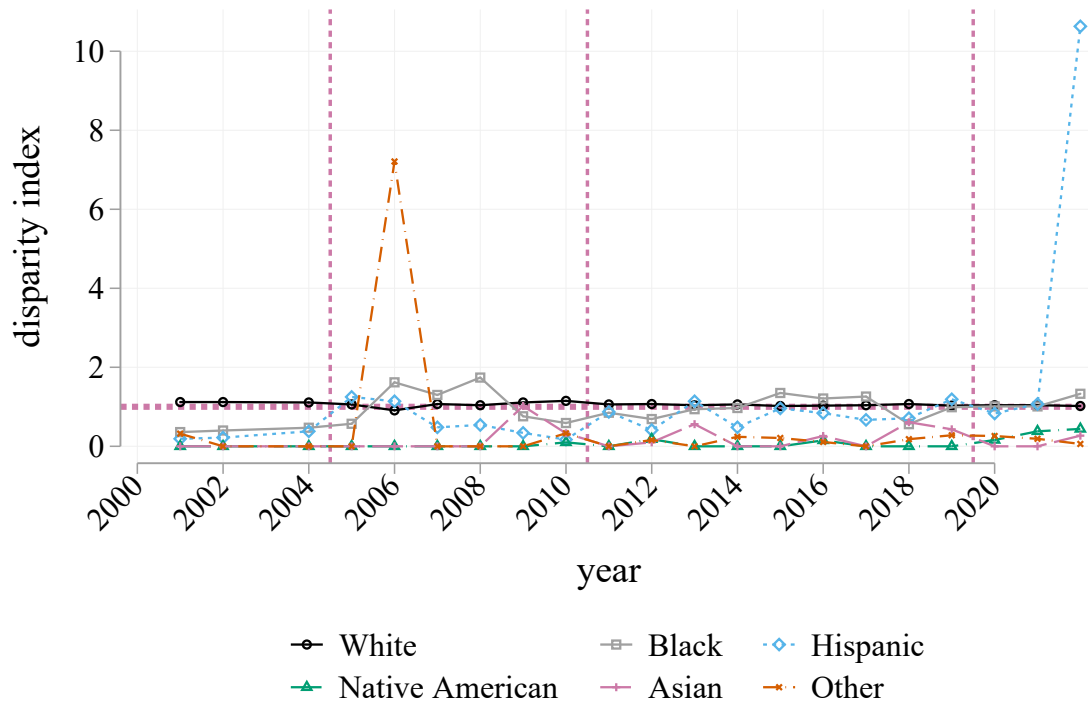 disparity index
10
8
6
4
2
0
2000 2002 2004 2006 2008 2010 2012 2014 2016 2018 2020
year
White Black Hispanic
Native American Asian Other